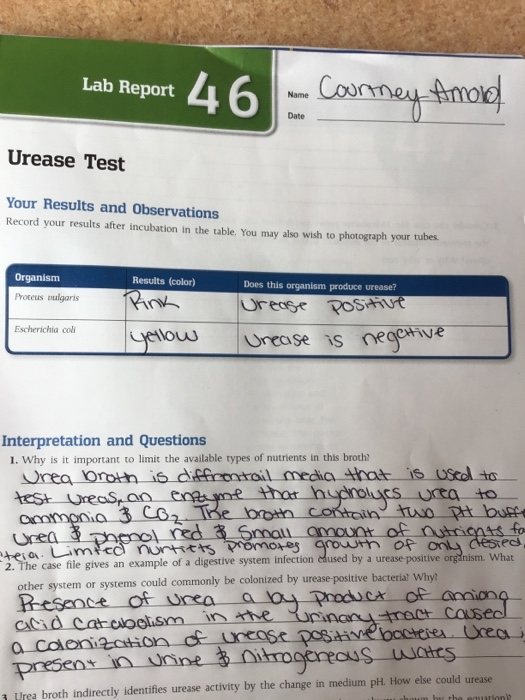 Lab Report 46
Name Courtney Arnold
Date
Urease Test
Your Results and Observations
Record your results after incubation in the table. You may also wish to photograph your tubes.
Organism Results (color) Does this organism produce urease?
Proteus vulgaris Pink Urease positive
Escherichia coli yellow Urease is negative
Interpretation and Questions
1. Why is it important to limit the available types of nutrients in this broth?
Urea broth is diffrentail media that is used to
test ureas, an enzyme that hydrolycs urea to
ammonia & CO2. The broth contain two pH buff
Urea & phenol red & small amount of nutrients fo
teria. Limited nuntitts promotes growth of only desired
2. The case file gives an example of a digestive system infection caused by a urease-positive organism. What
other system or systems could commonly be colonized by urease-positive bacteria? Why?
Presence of urea a by product of amiong
acid catabolism in the urinary tract caused
a colonization of urease positive bacteria. Urea i
present in urine & nitrogeneous wates
3. Urea broth indirectly identifies urease activity by the change in medium pH. How else could urease